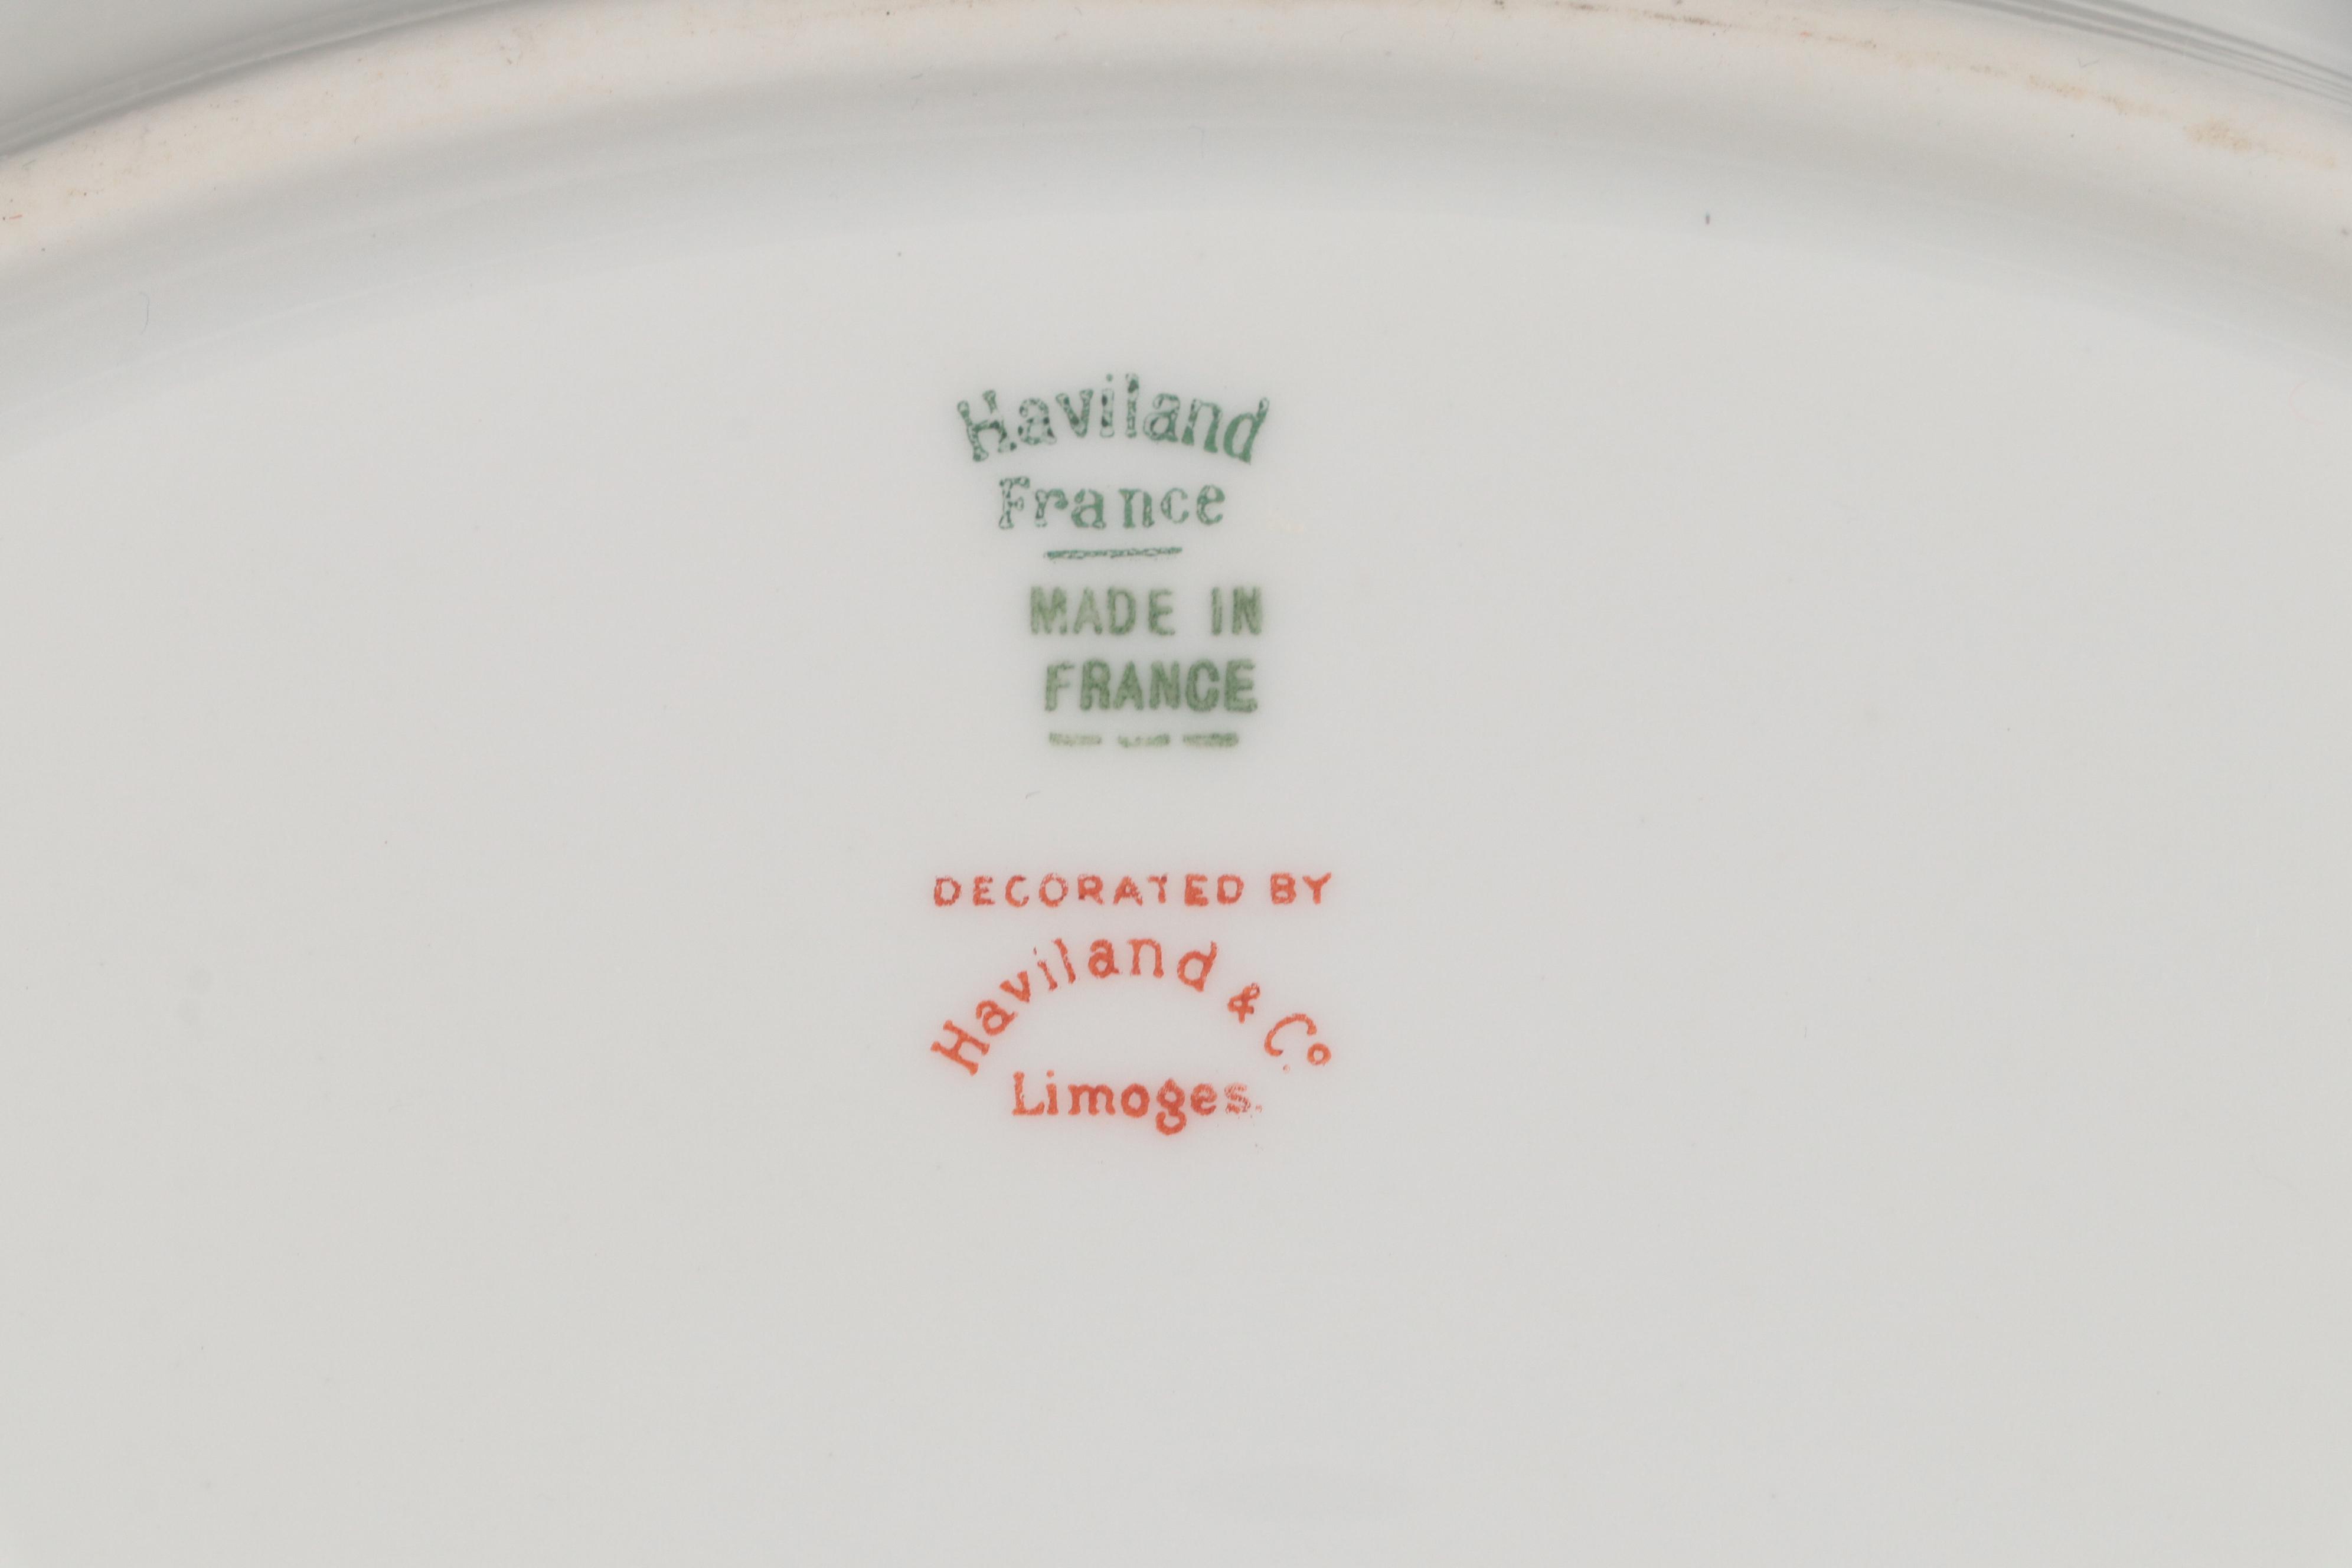 Haviland
France
MADE IN
FRANCE
DECORATED BY
Haviland & Co
Limoges.